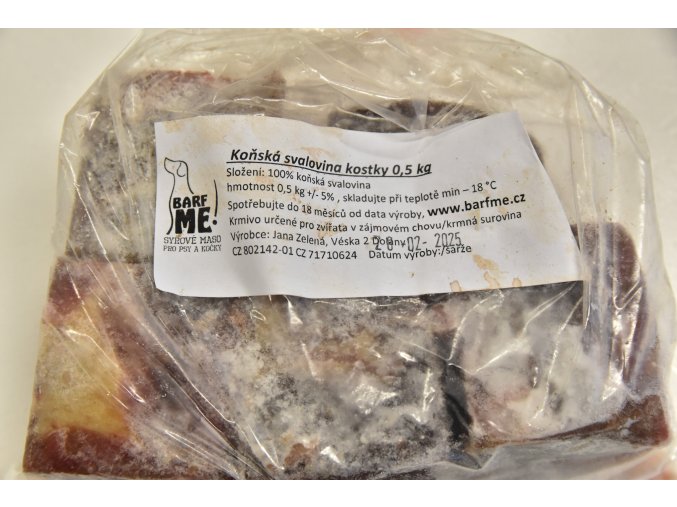 Koňská svalovina kostky 0,5 kg
Složení: 100% koňská svalovina
hmotnost 0,5 kg +/- 5% , skladujte při teplotě min – 18 °C
Spotřebujte do 18 měsíců od data výroby, www.barfme.cz
Krmivo určené pro zvířata v zájmovém chovu/krmná surovina
Výrobce: Jana Zelená, Véska 2 Dolany
20 -02- 2025
CZ 802142-01 CZ 71710624 Datum výroby:/šarže
BARF
ME!
SYROVÉ MASO
PRO PSY A KOČKY